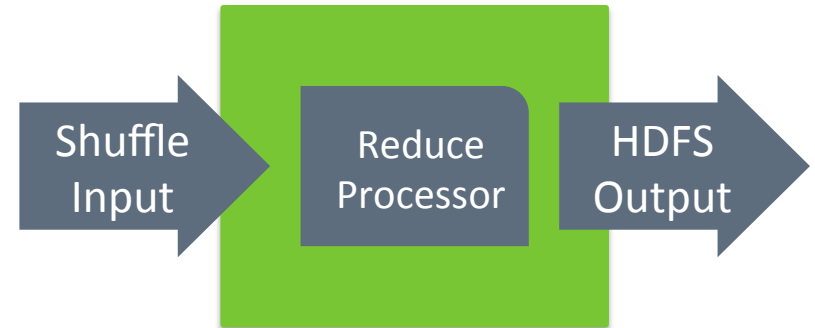 Shuffle
Input
Reduce
Processor
HDFS
Output